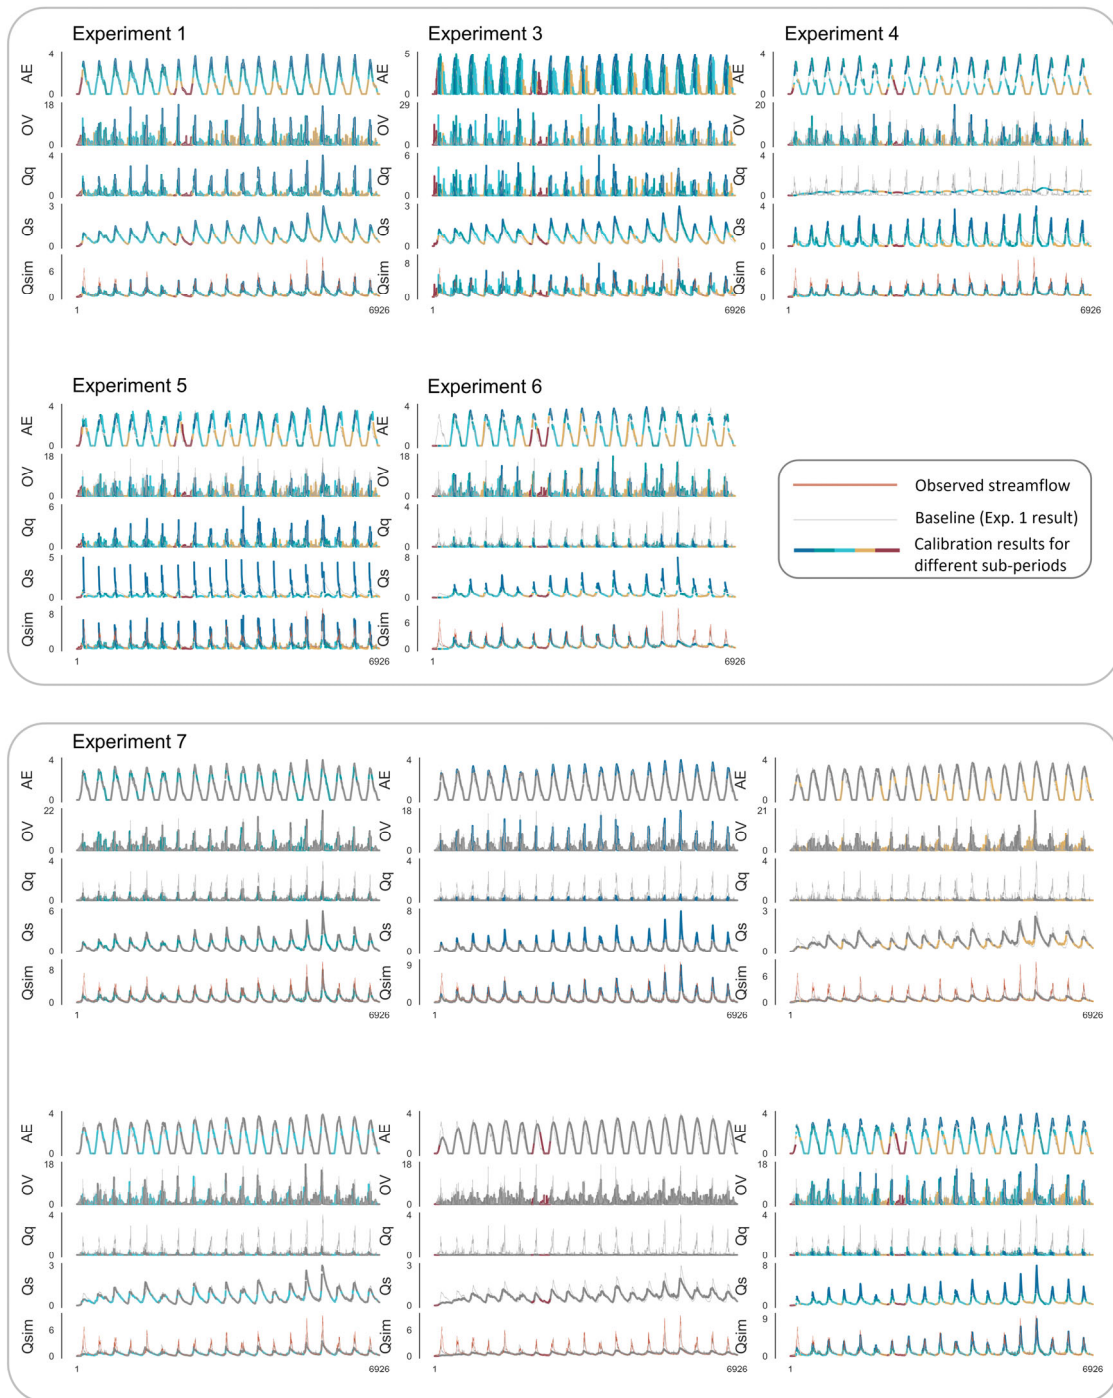 Experiment 1
AE
4
0
OV
18
0
Qq
4
0
Qs
3
0
Qsim
6
0
1
6926
Experiment 3
AE
5
0
OV
29
0
Qq
6
0
Qs
3
0
Qsim
8
0
1
6926
Experiment 4
AE
4
0
OV
20
0
Qq
4
0
Qs
4
0
Qsim
6
0
1
6926
Experiment 5
AE
4
0
OV
18
0
Qq
6
0
Qs
5
0
Qsim
8
0
1
6926
Experiment 6
AE
4
0
OV
18
0
Qq
4
0
Qs
8
0
Qsim
6
0
1
6926
Observed streamflow
Baseline (Exp. 1 result)
Calibration results for
different sub-periods
Experiment 7
AE
4
0
OV
22
0
Qq
4
0
Qs
6
0
Qsim
8
0
1
6926
AE
4
0
OV
18
0
Qq
4
0
Qs
8
0
Qsim
9
0
1
6926
AE
4
0
OV
21
0
Qq
4
0
Qs
3
0
Qsim
6
0
1
6926
AE
4
0
OV
18
0
Qq
4
0
Qs
3
0
Qsim
6
0
1
6926
AE
4
0
OV
18
0
Qq
4
0
Qs
3
0
Qsim
6
0
1
6926
AE
4
0
OV
18
0
Qq
4
0
Qs
8
0
Qsim
9
0
1
6926